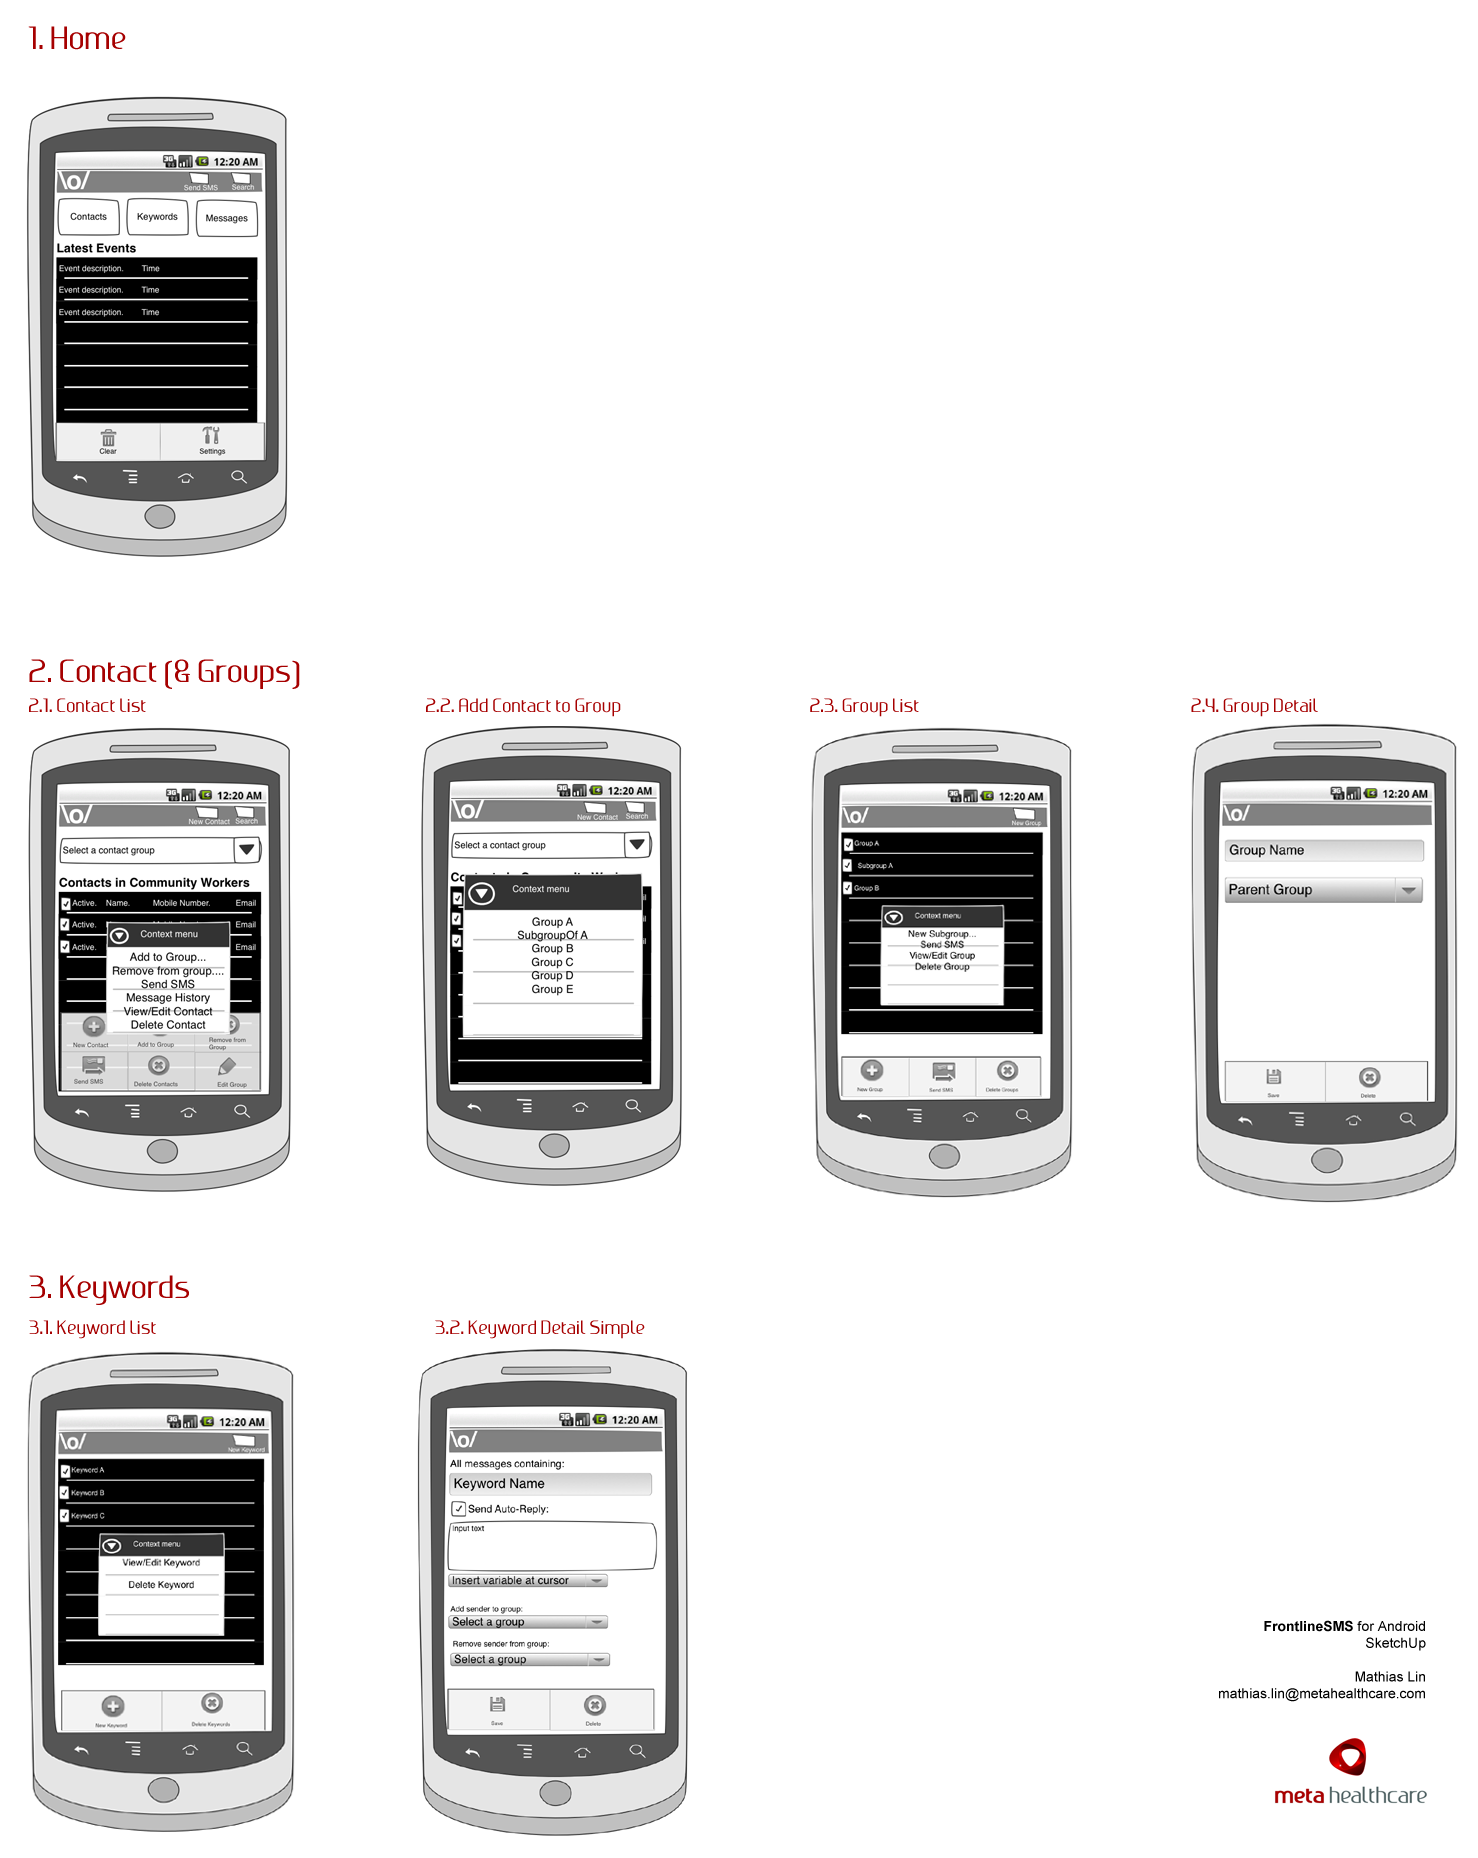 1. Home
3G
12:20 AM
\o/
Send SMS
Search
Contacts
Keywords
Messages
Latest Events
Event description. Time
Event description. Time
Event description. Time
Clear
Settings
2. Contact (& Groups)
2.1. Contact List
3G
12:20 AM
\o/
New Contact
Search
Select a contact group
Contacts in Community Workers
Active. Name. Mobile Number. Email
Active. Email
Active. Email
Context menu
Add to Group...
Remove from group....
Send SMS
Message History
View/Edit Contact
Delete Contact
New Contact
Add to Group
Remove from
Group
Send SMS
Delete Contacts
Edit Group
2.2. Add Contact to Group
3G
12:20 AM
\o/
New Contact
Search
Select a contact group
Context menu
Group A
SubgroupOf A
Group B
Group C
Group D
Group E
2.3. Group List
3G
12:20 AM
\o/
New Group
Group A
Subgroup A
Group B
Context menu
New Subgroup...
Send SMS
View/Edit Group
Delete Group
New Group
Send SMS
Delete Groups
2.4. Group Detail
3G
12:20 AM
\o/
Group Name
Parent Group
Save
Delete
3. Keywords
3.1. Keyword List
3G
12:20 AM
\o/
New Keyword
Keyword A
Keyword B
Keyword C
Context menu
View/Edit Keyword
Delete Keyword
New Keyword
Delete Keywords
3.2. Keyword Detail Simple
3G
12:20 AM
\o/
All messages containing:
Keyword Name
Send Auto-Reply:
Input text
Insert variable at cursor
Add sender to group:
Select a group
Remove sender from group:
Select a group
Save
Delete
FrontlineSMS for Android
SketchUp
Mathias Lin
mathias.lin@metahealthcare.com
meta healthcare